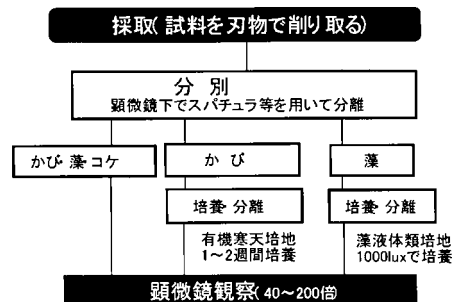 採取(試料を刃物で削り取る)
分別
顕微鏡下でスパチュラ等を用いて分離
かび・藻・コケ
かび
藻
培養・分離
培養・分離
有機寒天培地
1～2週間培養
藻液体類培地
1000luxで培養
顕微鏡観察(40～200倍)